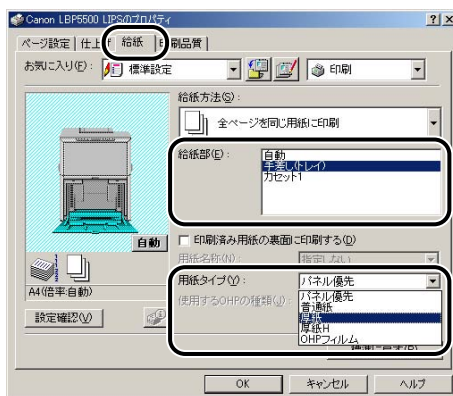 Canon LBP5500 LIPSのプロパティ
ページ設定 仕上げ 給紙 印刷品質
お気に入り(F): 標準設定 印刷
給紙方法(S):
全ページを同じ用紙に印刷
給紙部(E): 自動
手差し(トレイ)
カセット1
自動
印刷済み用紙の裏面に印刷する(D)
用紙名称(N): 指定しない
A4(倍率:自動)
用紙タイプ(Y): パネル優先
使用するOHPの種類(J): パネル優先
普通紙
厚紙
厚紙H
OHPフィルム
設定確認(V)
OK キャンセル ヘルプ